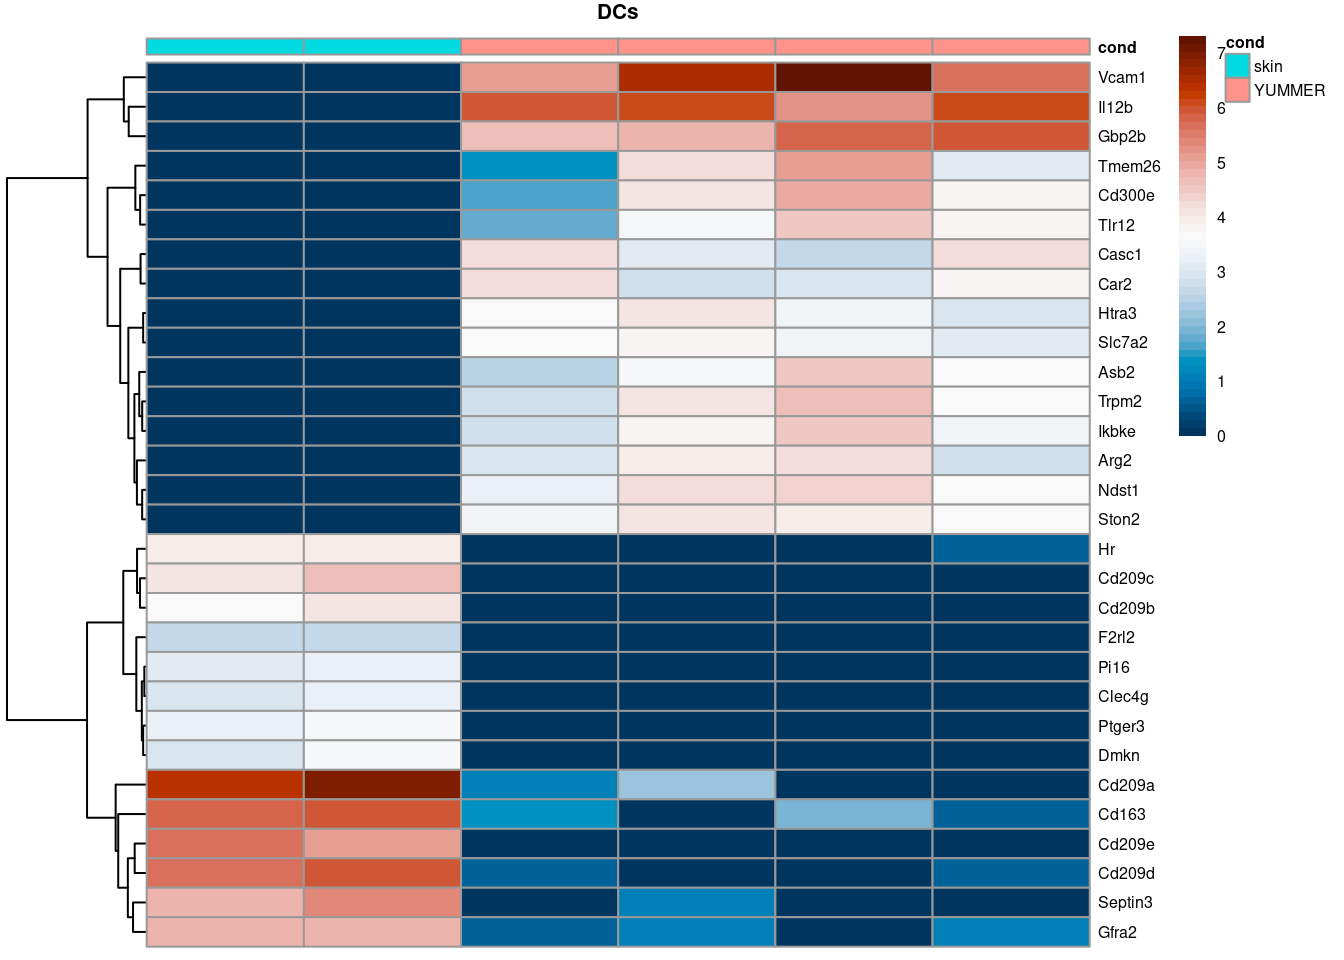 DCs
cond
Vcam1
Il12b
Gbp2b
Tmem26
Cd300e
Tlr12
Casc1
Car2
Htra3
Slc7a2
Asb2
Trpm2
Ikbke
Arg2
Ndst1
Ston2
Hr
Cd209c
Cd209b
F2rl2
Pi16
Clec4g
Ptger3
Dmkn
Cd209a
Cd163
Cd209e
Cd209d
Septin3
Gfra2
7
6
5
4
3
2
1
0
cond
skin
YUMMER